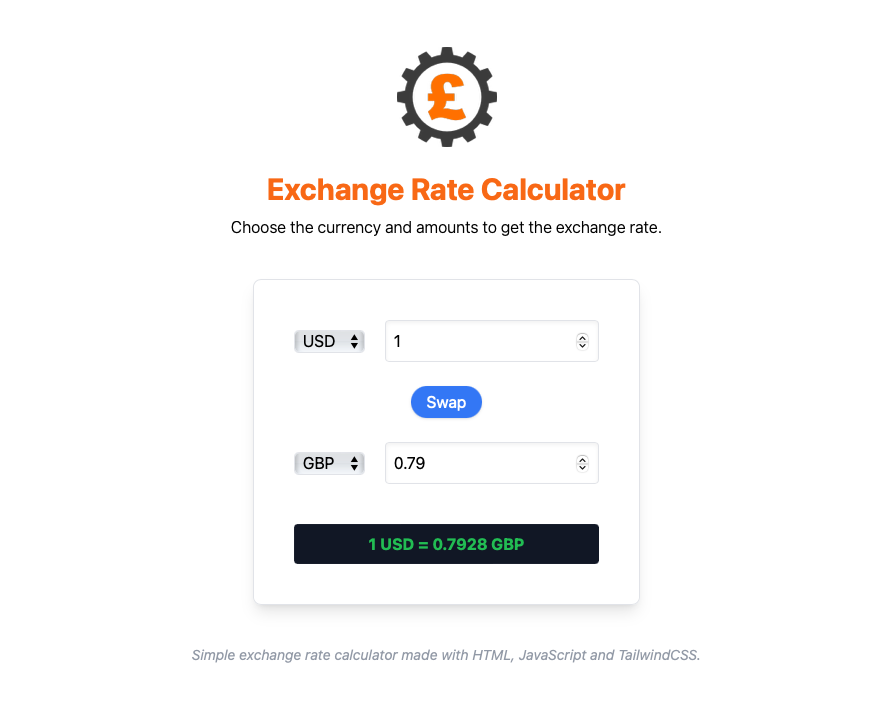 £
Exchange Rate Calculator
Choose the currency and amounts to get the exchange rate.
USD 1
Swap
GBP 0.79
1 USD = 0.7928 GBP
Simple exchange rate calculator made with HTML, JavaScript and TailwindCSS.